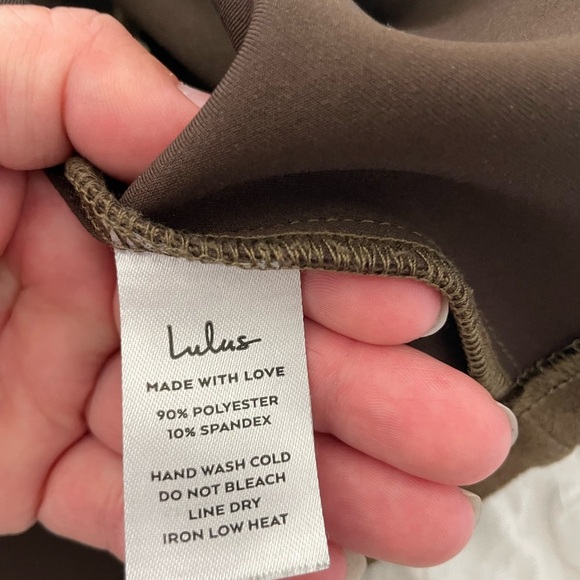 Lulus
MADE WITH LOVE
90% POLYESTER
10% SPANDEX
HAND WASH COLD
DO NOT BLEACH
LINE DRY
IRON LOW HEAT